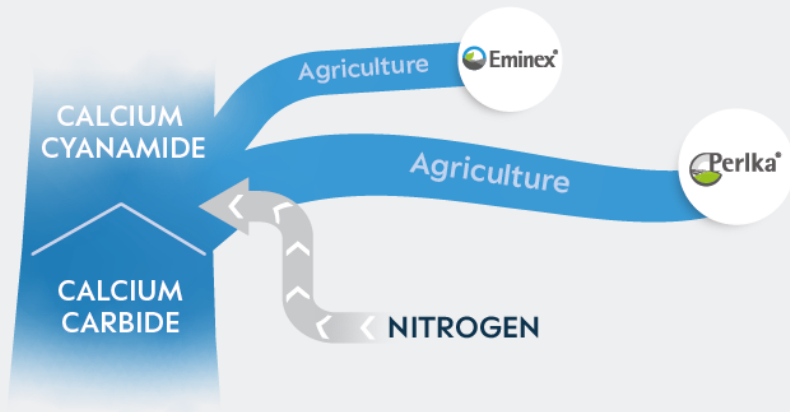 Agriculture
Eminex®
CALCIUM
CYANAMIDE
Agriculture
Perlka®
CALCIUM
CARBIDE
NITROGEN